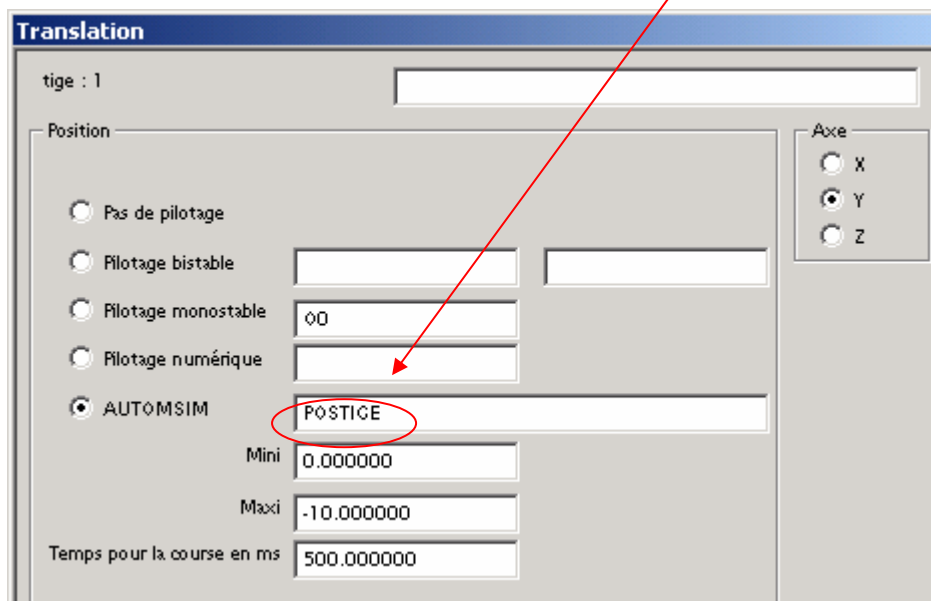 Translation
tige : 1
Position
Axe
X
Pas de pilotage
Y
Z
Pilotage bistable
Pilotage monostable
O0
Pilotage numérique
AUTOMSIM
POSTIGE
Mini
0.000000
Maxi
-10.000000
Temps pour la course en ms
500.000000